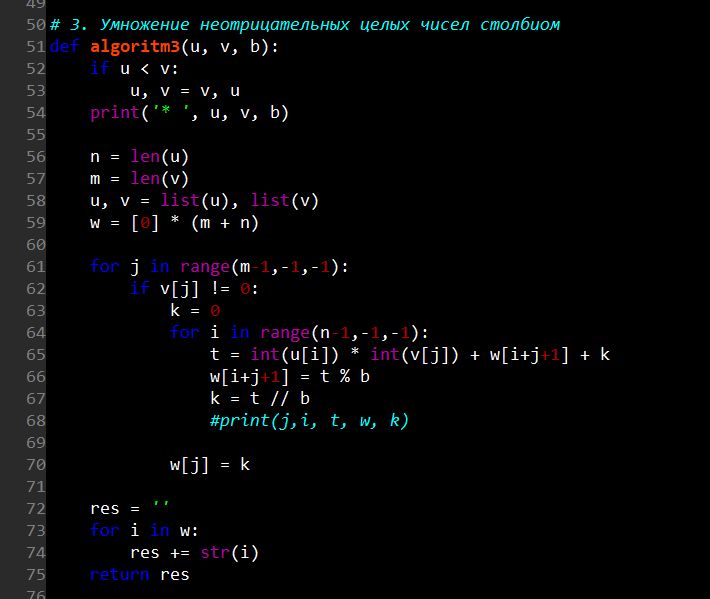 49
50 # 3. Умножение неотрицательных целых чисел столбиом
51 def algoritm3(u, v, b):
52     if u < v:
53         u, v = v, u
54     print('* ', u, v, b)
55
56     n = len(u)
57     m = len(v)
58     u, v = list(u), list(v)
59     w = [0] * (m + n)
60
61     for j in range(m-1,-1,-1):
62         if v[j] != 0:
63             k = 0
64             for i in range(n-1,-1,-1):
65                 t = int(u[i]) * int(v[j]) + w[i+j+1] + k
66                 w[i+j+1] = t % b
67                 k = t // b
68                 #print(j,i, t, w, k)
69
70             w[j] = k
71
72     res = ''
73     for i in w:
74         res += str(i)
75     return res
76